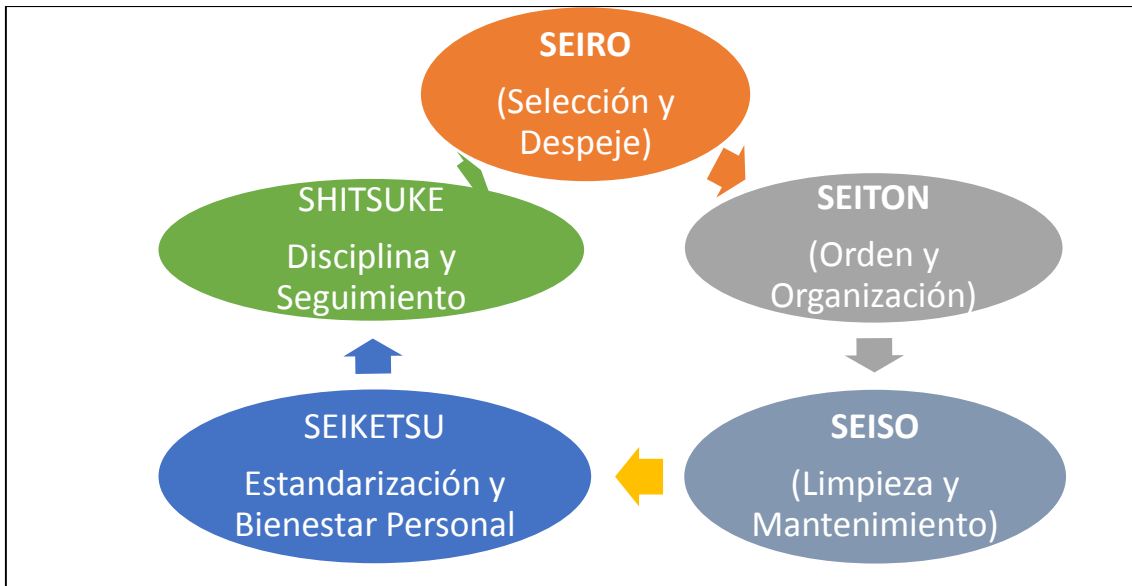 SEIRO
(Selección y
Despeje)
SEITON
(Orden y
Organización)
SEISO
(Limpieza y
Mantenimiento)
SEIKETSU
Estandarización y
Bienestar Personal
SHITSUKE
Disciplina y
Seguimiento